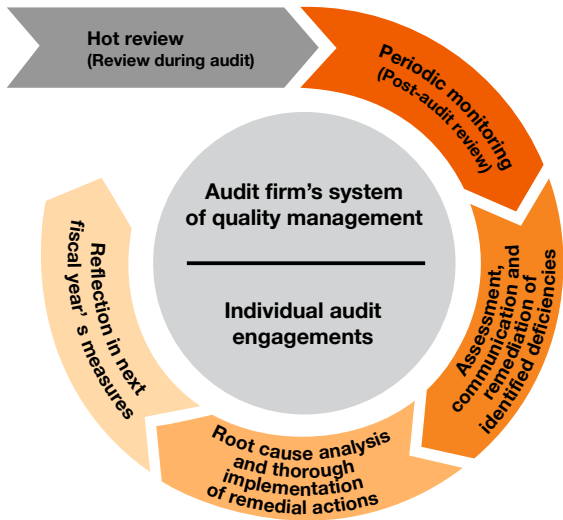 Hot review
(Review during audit)
Periodic monitoring
(Post-audit review)
Assessment,
communication and
remediation of
identified deficiencies
Root cause analysis
and thorough
implementation
of remedial actions
Reflection in next
fiscal year’ s measures
Audit firm’s system
of quality management
Individual audit
engagements